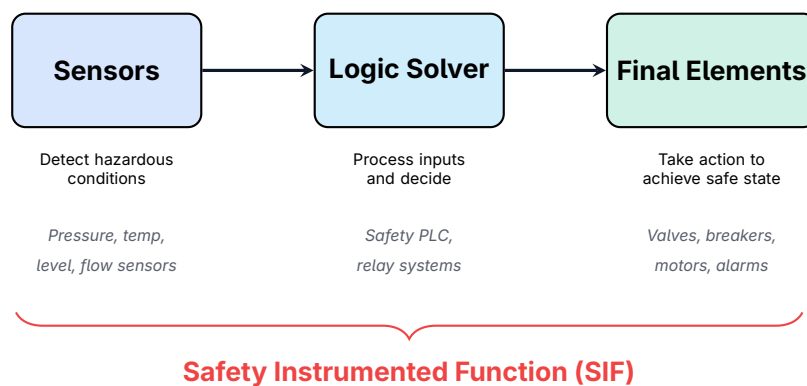 Sensors
Logic Solver
Final Elements
Detect hazardous
conditions
Process inputs
and decide
Take action to
achieve safe state
Pressure, temp,
level, flow sensors
Safety PLC,
relay systems
Valves, breakers,
motors, alarms
Safety Instrumented Function (SIF)